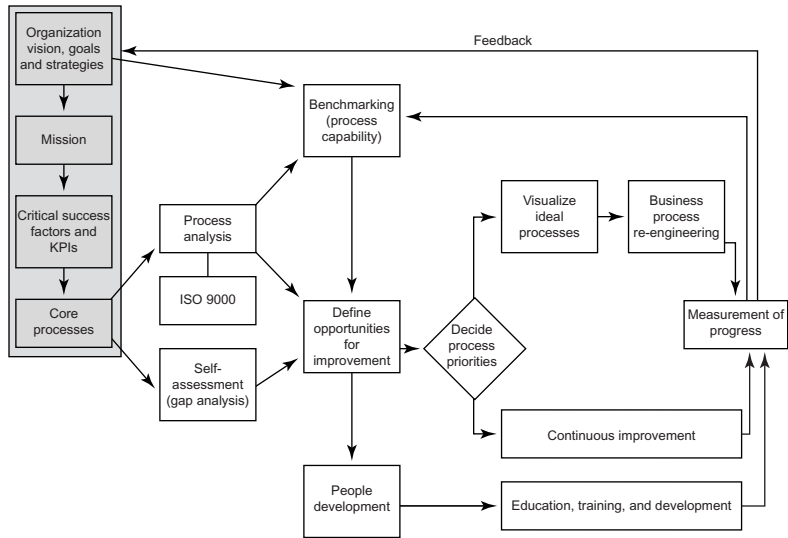 Organization
vision, goals
and strategies
Feedback
Benchmarking
(process
capability)
Mission
Critical success
factors and
KPIs
Process
analysis
Visualize
ideal
processes
Business
process
re-engineering
ISO 9000
Core
processes
Define
opportunities
for
improvement
Decide
process
priorities
Measurement of
progress
Self-
assessment
(gap analysis)
Continuous improvement
People
development
Education, training, and development